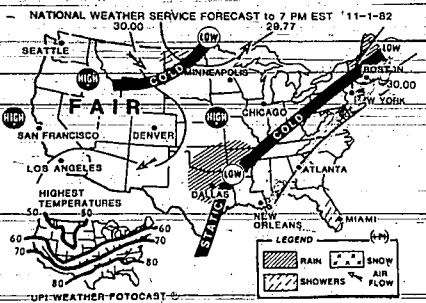 NATIONAL WEATHER SERVICE FORECAST to 7 PM EST 11-1-82
30.00 29.77
SEATTLE
LOW
LOW
COLD
MINNEAPOLIS
BOSTON
HIGH
30.00
FAIR
NEW YORK
HIGH
HIGH
CHICAGO
COLD
SAN FRANCISCO
DENVER
LOS ANGELES
LOW
ATLANTA
DALLAS
HIGHEST
TEMPERATURES
50 50
60 60
70 70
80 80
STATIC
NEW
ORLEANS
MIAMI
LEGEND (UPI)
RAIN SNOW
SHOWERS AIR
FLOW
UPI WEATHER FOTOCAST ©